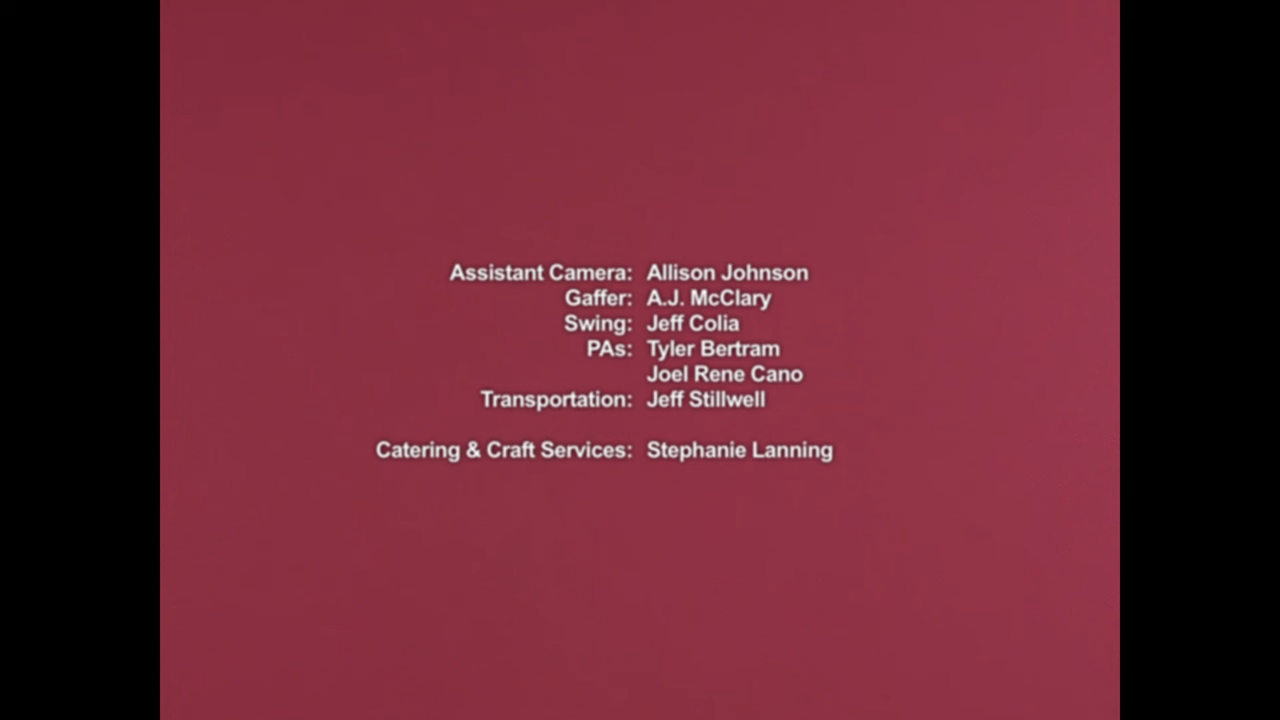 Assistant Camera: Allison Johnson
Gaffer: A.J. McClary
Swing: Jeff Colia
PAs: Tyler Bertram
Joel Rene Cano
Transportation: Jeff Stillwell
Catering & Craft Services: Stephanie Lanning